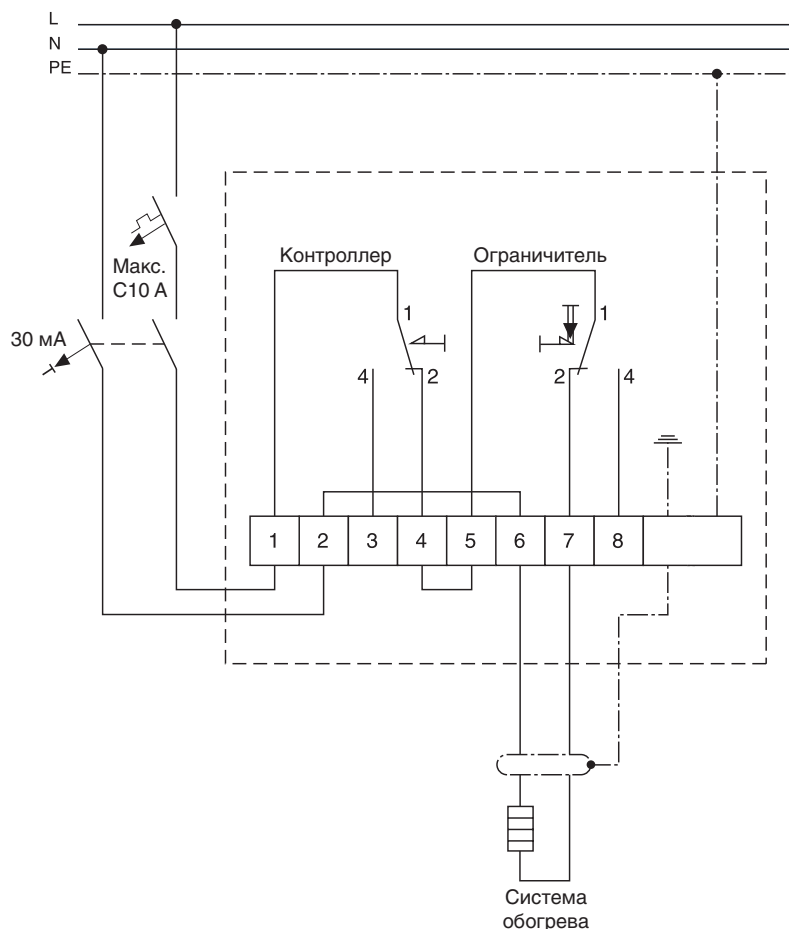 L
N
PE
Контроллер
Ограничитель
Макс.
C10 A
30 мА
1
1
4
2
2
4
1 2 3 4 5 6 7 8
Система
обогрева